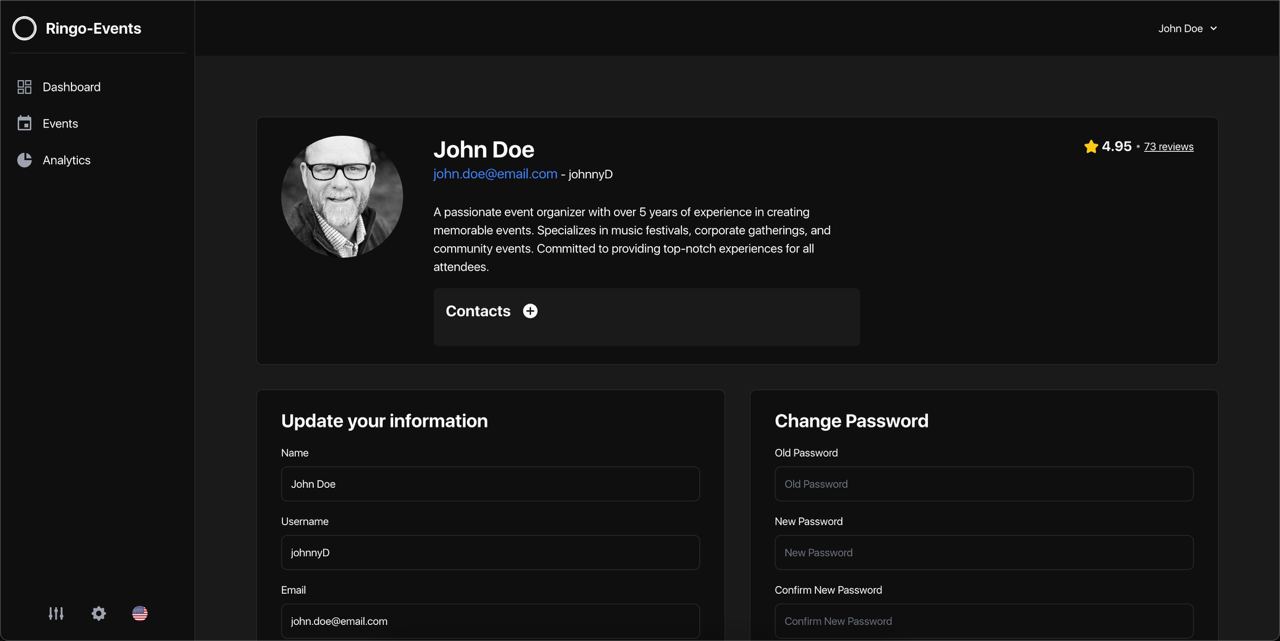 Ringo-Events
John Doe
Dashboard
Events
Analytics
John Doe
4.95 • 73 reviews
john.doe@email.com - johnnyD
A passionate event organizer with over 5 years of experience in creating
memorable events. Specializes in music festivals, corporate gatherings, and
community events. Committed to providing top-notch experiences for all
attendees.
Contacts
Update your information
Name
John Doe
Username
johnnyD
Email
john.doe@email.com
Change Password
Old Password
Old Password
New Password
New Password
Confirm New Password
Confirm New Password